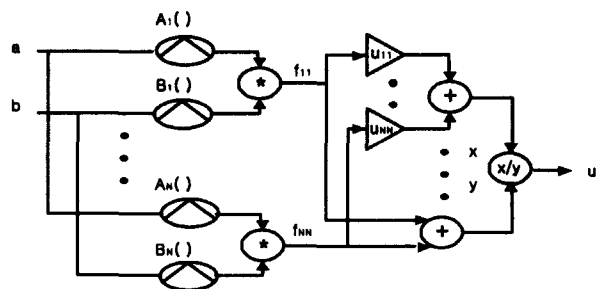 A₁()
a
*
f₁₁
u₁₁
b
B₁()
+
uNN
x
x/y
u
y
AN()
*
fNN
+
BN()